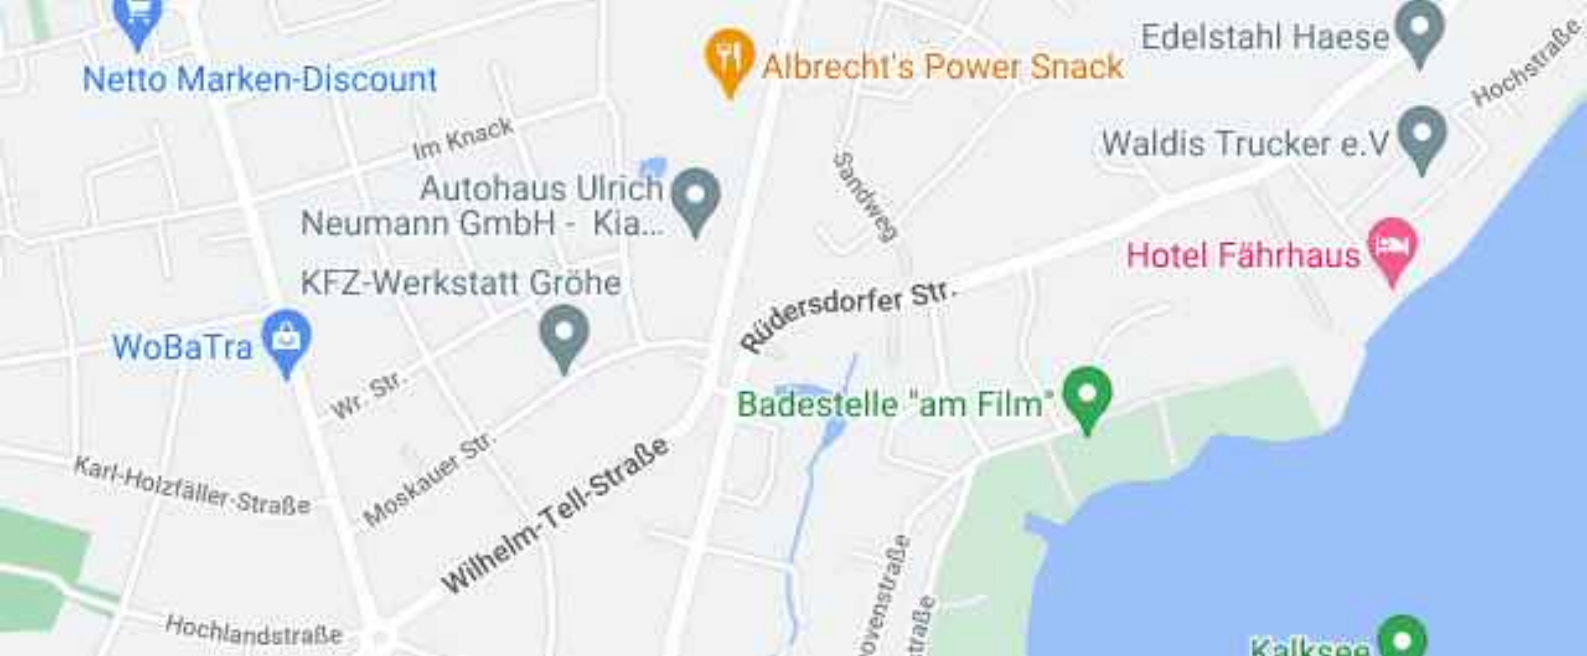 Edelstahl Haese
Hochstraße
Netto Marken-Discount
Albrecht's Power Snack
Im Knack
Waldis Trucker e.V
Sandweg
Autohaus Ulrich
Neumann GmbH - Kia...
Hotel Fährhaus
KFZ-Werkstatt Gröhe
Rüdersdorfer Str.
WoBaTra
Wr. Str.
Badestelle "am Film"
Moskauer Str.
Wilhelm-Tell-Straße
Karl-Holzfäller-Straße
Hochlandstraße
ovenstraße
traße
Kalksee